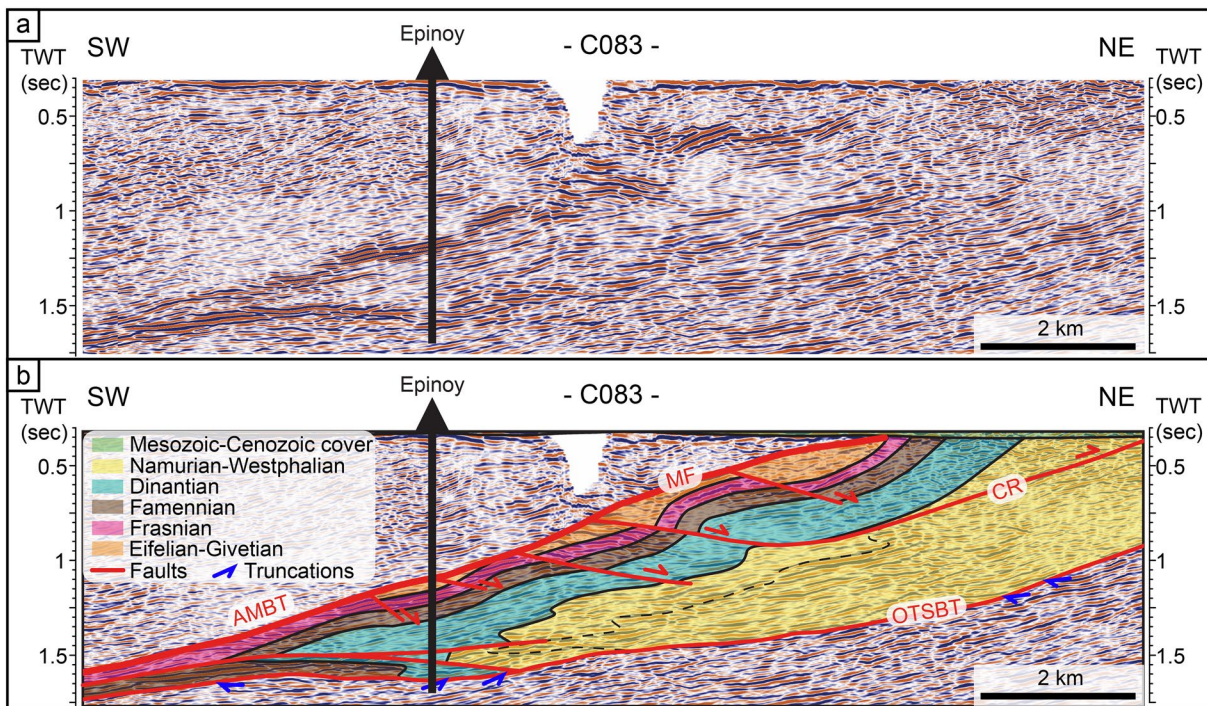 a
TWT
(sec)
SW
Epinoy
- C083 -
NE
TWT
(sec)
0.5
0.5
1
1
1.5
1.5
2 km
b
TWT
(sec)
SW
Epinoy
- C083 -
NE
TWT
(sec)
Mesozoic-Cenozoic cover
Namurian-Westphalian
Dinantian
Famennian
Frasnian
Eifelian-Givetian
Faults
Truncations
0.5
0.5
MF
CR
1
1
AMBT
OTSBT
1.5
1.5
2 km